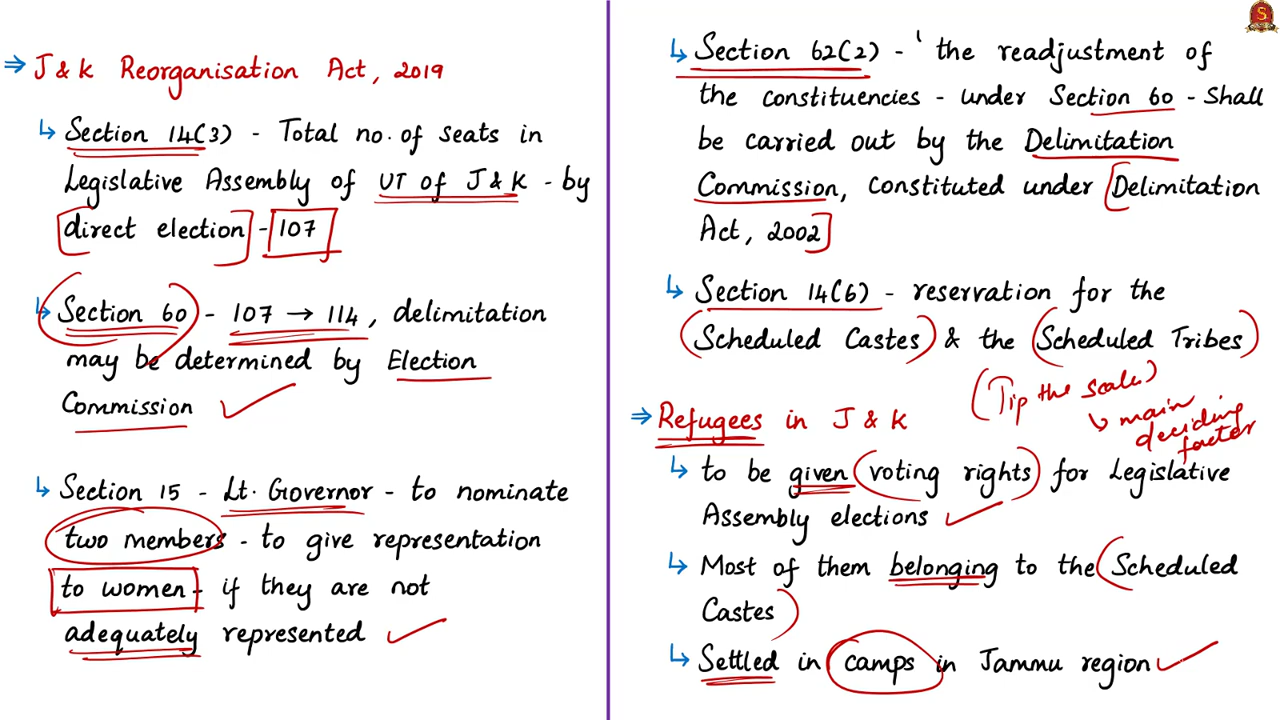 ⇒ J & K Reorganisation Act, 2019
↳ Section 14(3) - Total no. of seats in
Legislative Assembly of UT of J & K - by
direct election - 107
↳ Section 60 - 107 → 114, delimitation
may be determined by Election
Commission
↳ Section 15 - Lt. Governor - to nominate
two members - to give representation
to women - if they are not
adequately represented
↳ Section 62(2) - ' the readjustment of
the constituencies - under Section 60 - Shall
be carried out by the Delimitation
Commission, constituted under Delimitation
Act, 2002
↳ Section 14(6) - reservation for the
Scheduled Castes & the Scheduled Tribes
(Tip the scale)
↳ main
deciding
factor
⇒ Refugees in J & K
↳ to be given voting rights for Legislative
Assembly elections
↳ Most of them belonging to the Scheduled
Castes
↳ Settled in camps in Jammu region